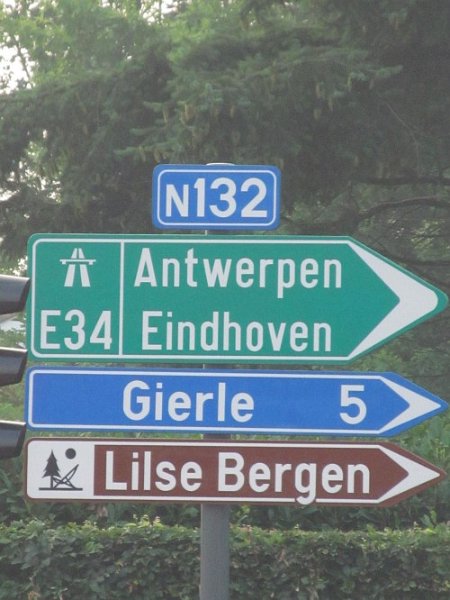 N132
Antwerpen
E34 Eindhoven
Gierle 5
Lilse Bergen